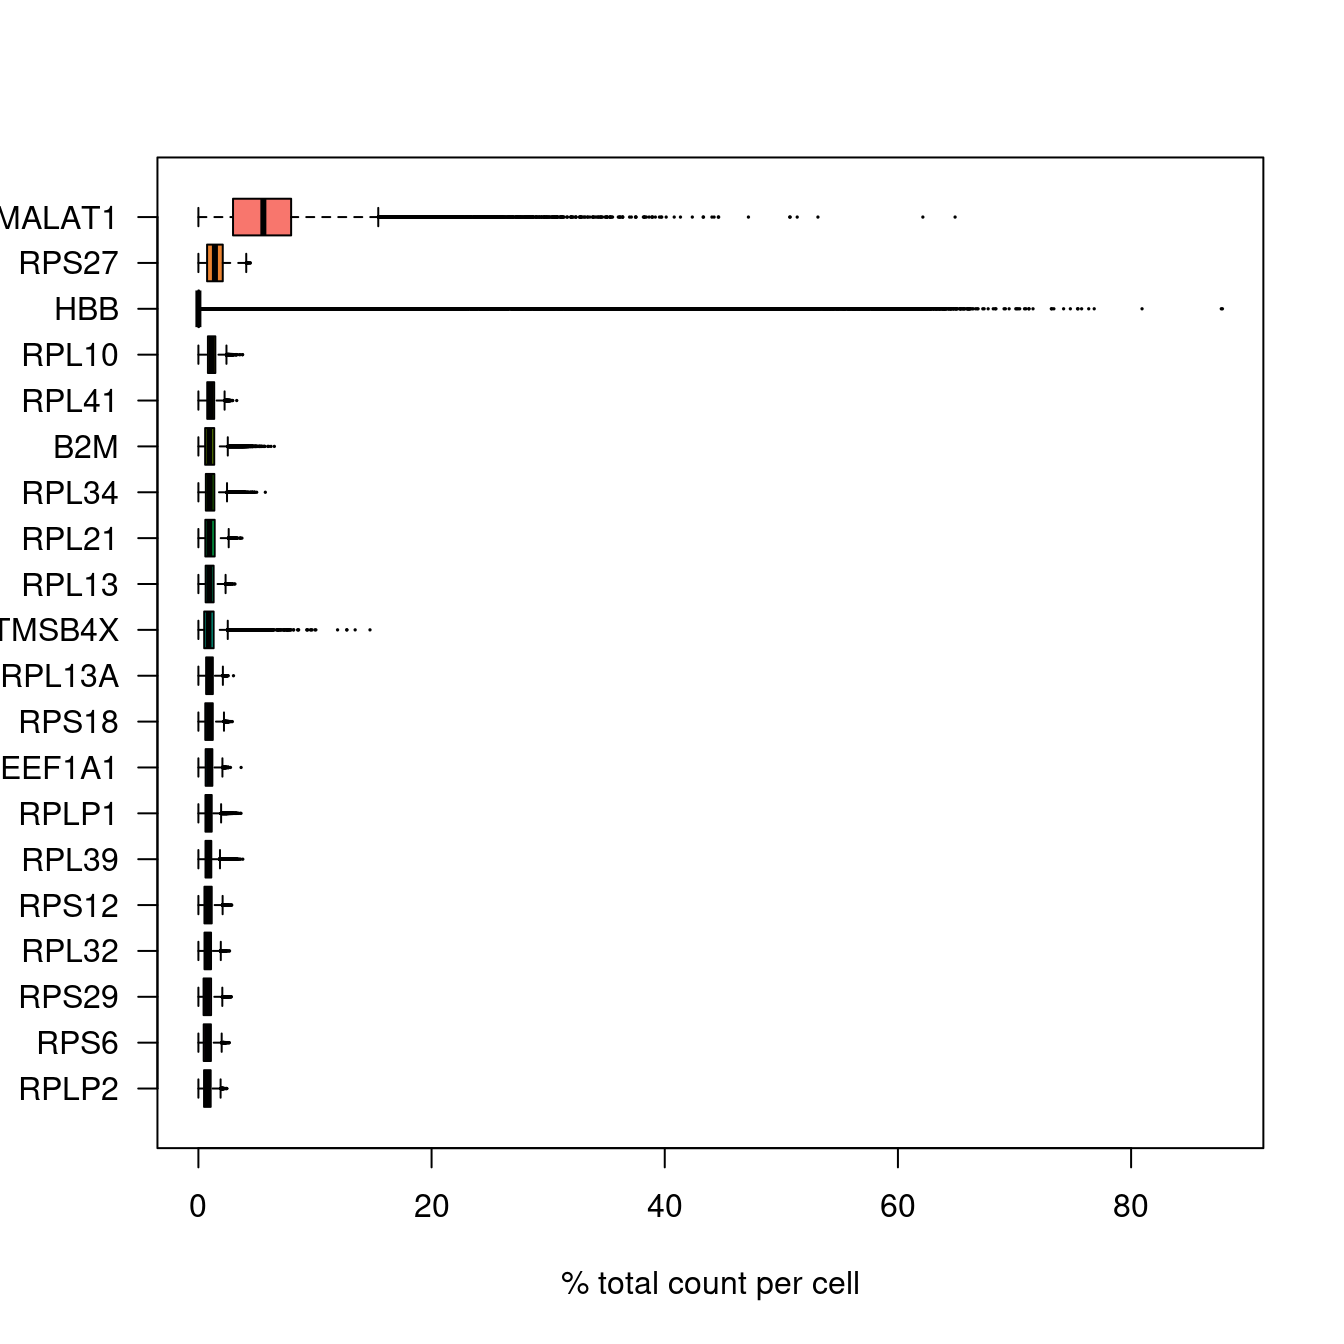 MALAT1
RPS27
HBB
RPL10
RPL41
B2M
RPL34
RPL21
RPL13
TMSB4X
RPL13A
RPS18
EEF1A1
RPLP1
RPL39
RPS12
RPL32
RPS29
RPS6
RPLP2
0 20 40 60 80
% total count per cell